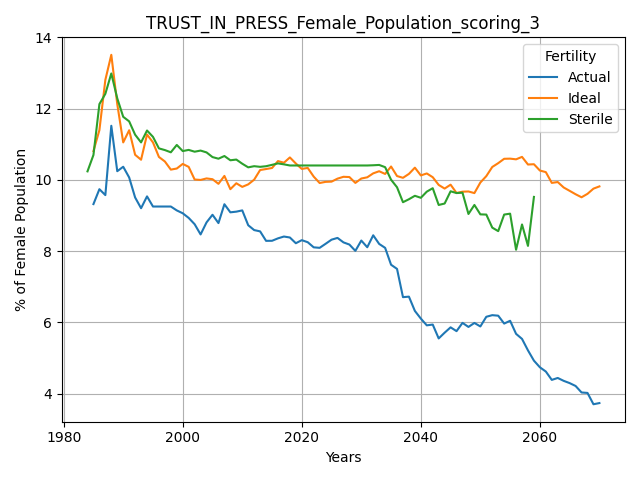 TRUST_IN_PRESS_Female_Population_scoring_3
% of Female Population
14
12
10
8
6
4
1980
2000
2020
2040
2060
Years
Fertility
Actual
Ideal
Sterile